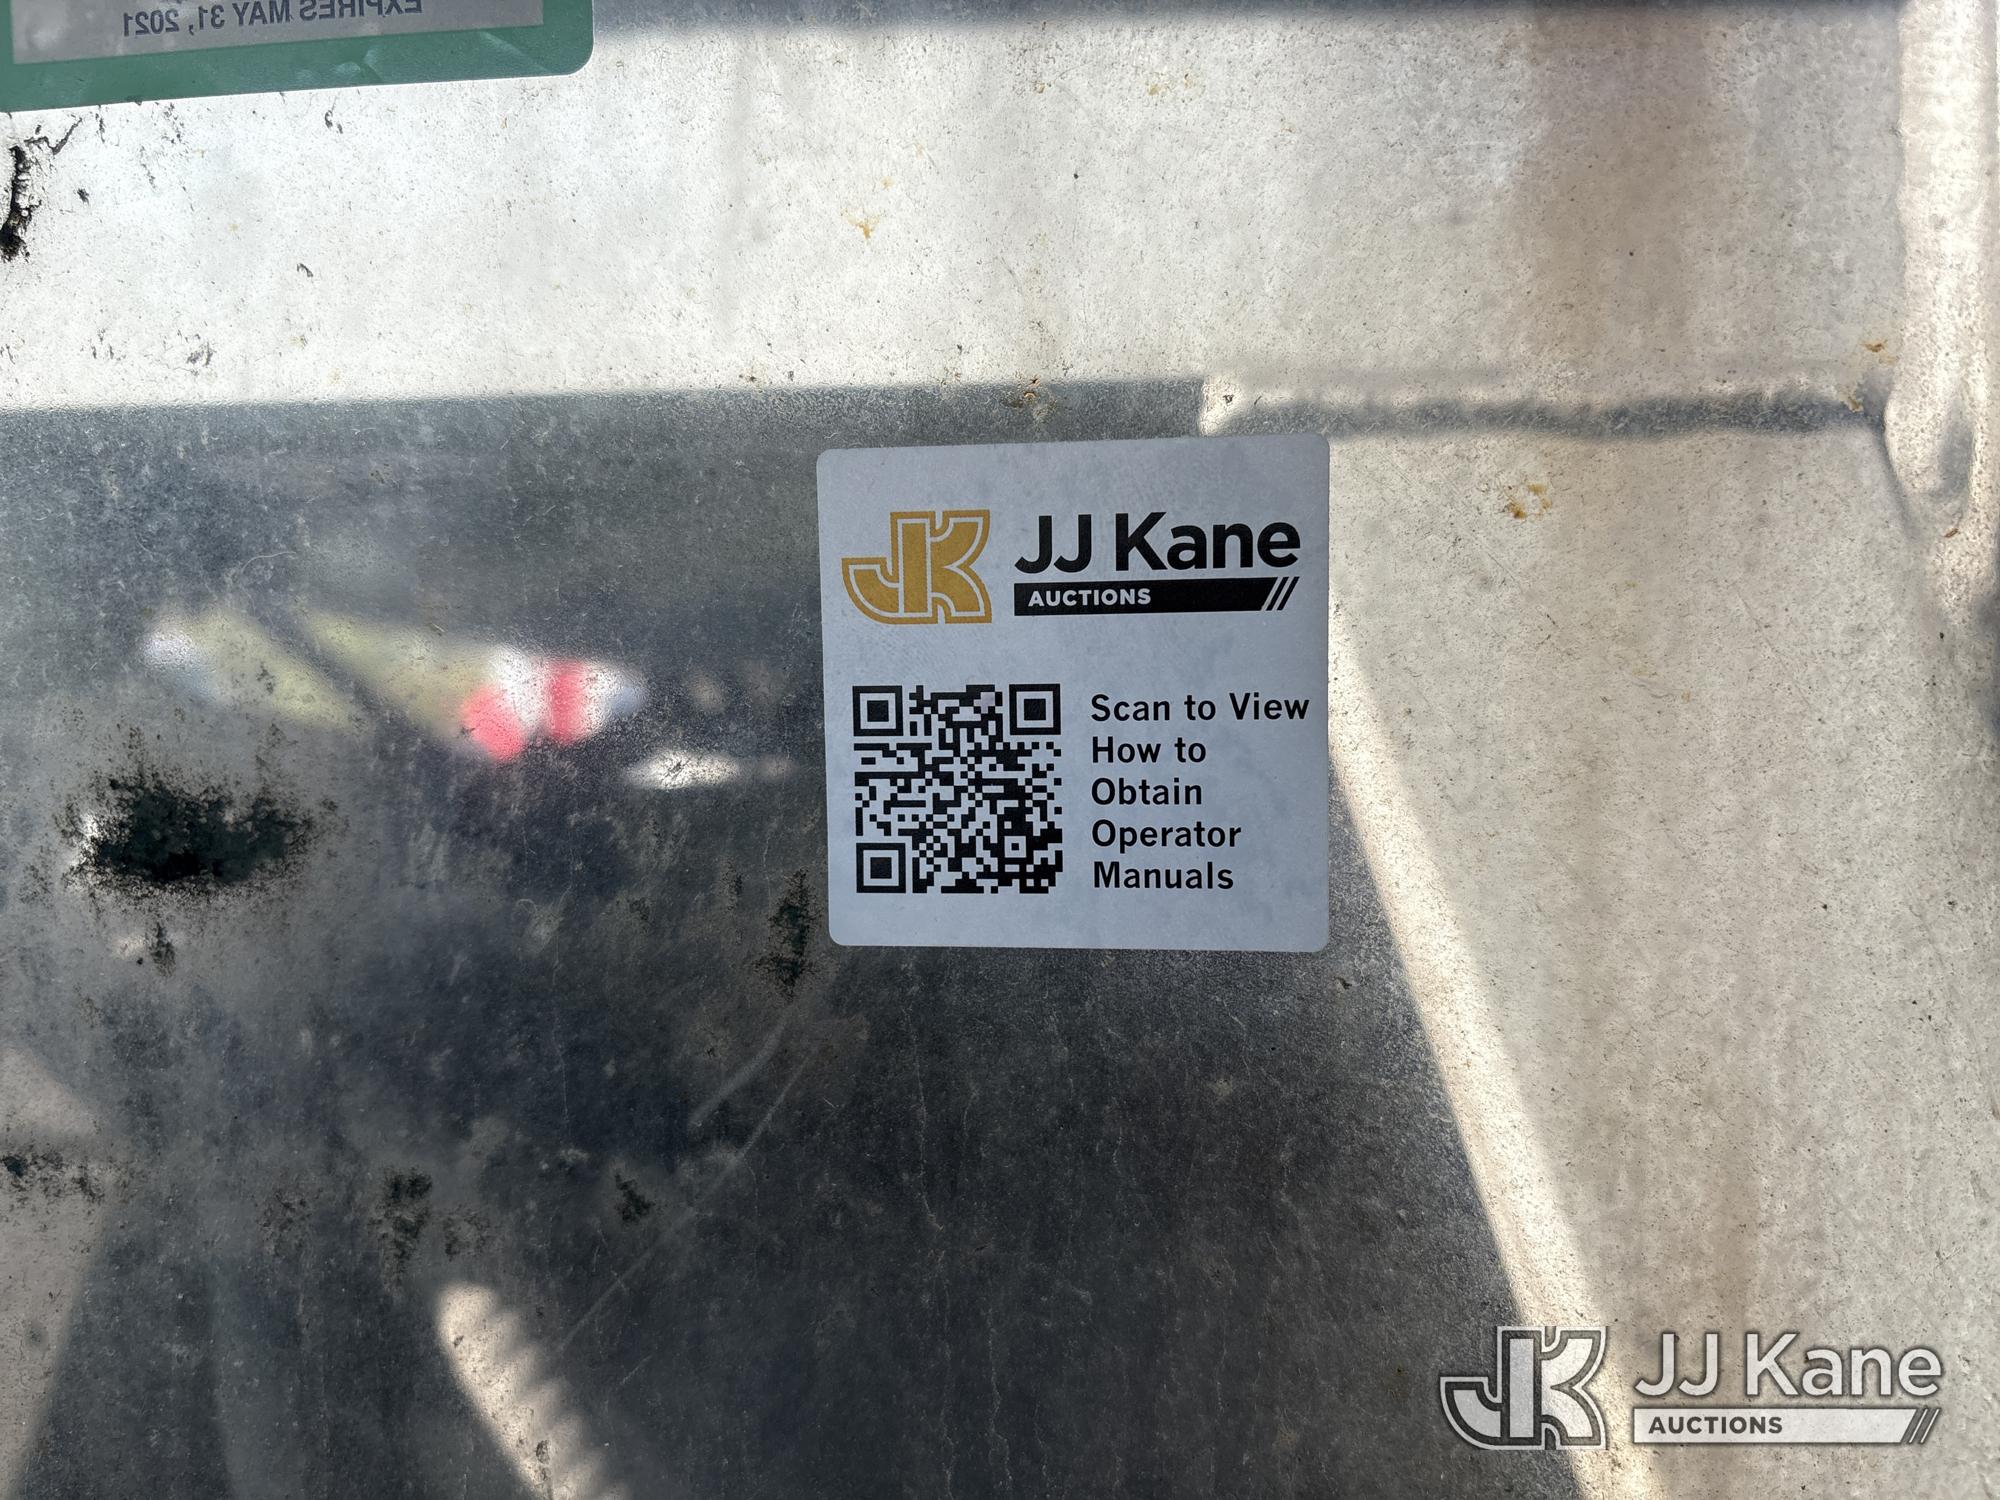 EXPIRES MAY 31, 2021
JK
JJ Kane
AUCTIONS
Scan to View
How to
Obtain
Operator
Manuals
JK
JJ Kane
AUCTIONS